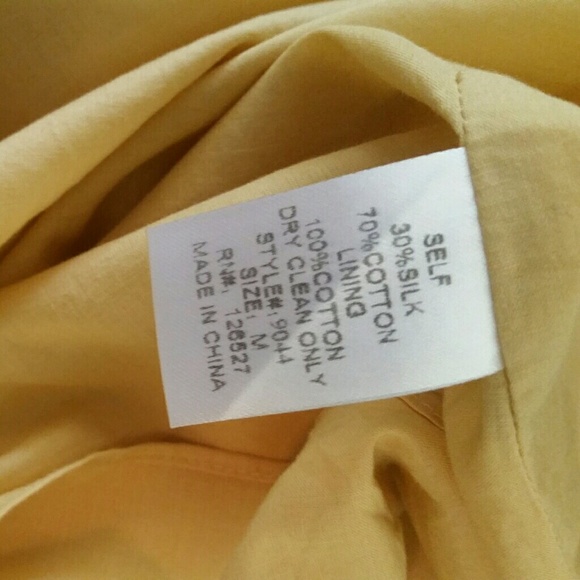 SELF
30%SILK
70%COTTON
LINING
100%COTTON
DRY CLEAN ONLY
STYLE#: 9044
SIZE: M
RN#: 126527
MADE IN CHINA